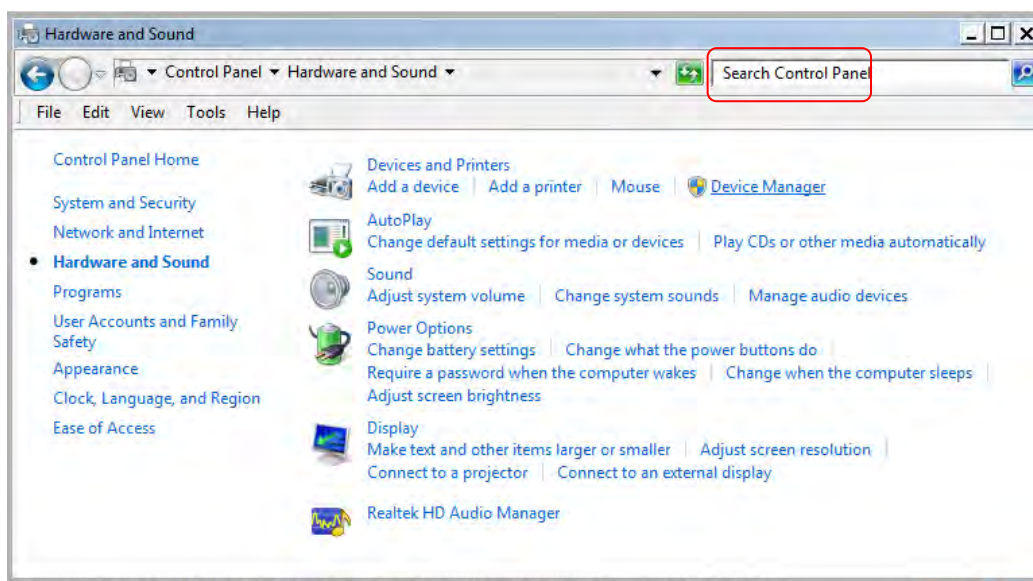 Hardware and Sound
Control Panel Hardware and Sound
Search Control Panel
File Edit View Tools Help
Control Panel Home
System and Security
Network and Internet
Hardware and Sound
Programs
User Accounts and Family
Safety
Appearance
Clock, Language, and Region
Ease of Access
Devices and Printers
Add a device Add a printer Mouse Device Manager
AutoPlay
Change default settings for media or devices Play CDs or other media automatically
Sound
Adjust system volume Change system sounds Manage audio devices
Power Options
Change battery settings Change what the power buttons do
Require a password when the computer wakes Change when the computer sleeps
Adjust screen brightness
Display
Make text and other items larger or smaller Adjust screen resolution
Connect to a projector Connect to an external display
Realtek HD Audio Manager